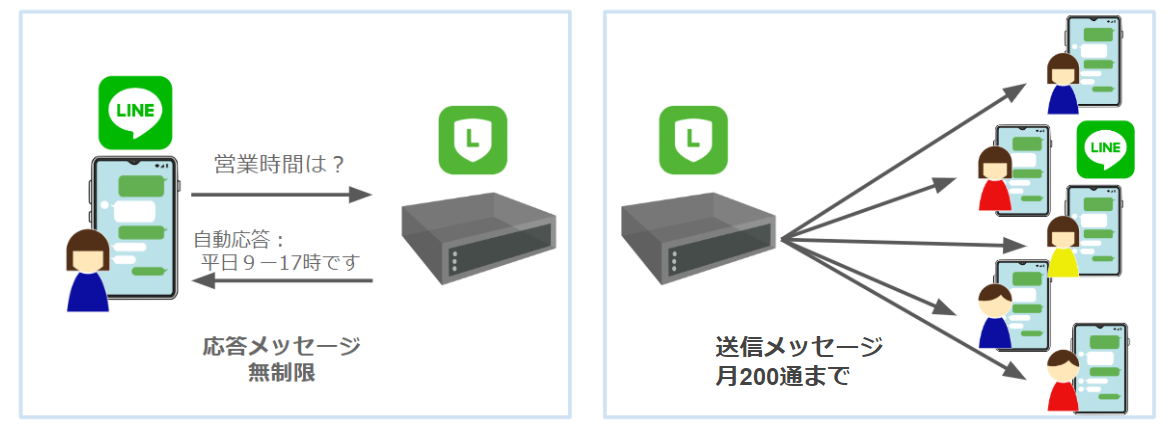 LINE
L
営業時間は？
自動応答：
平日９－17時です
応答メッセージ
無制限
L
LINE
送信メッセージ
月200通まで